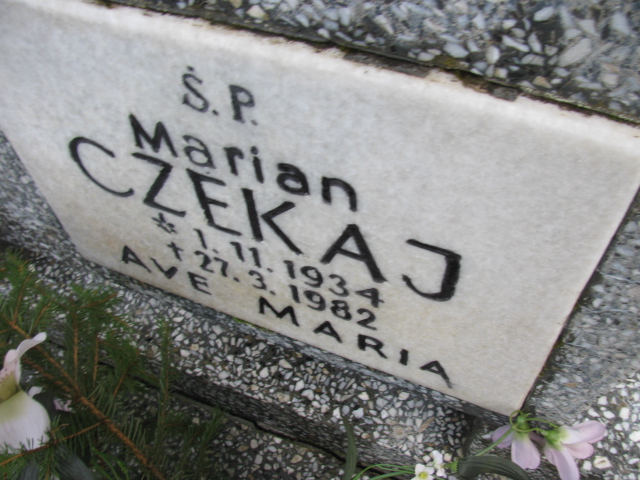 Ś.P.
Marian
CZEKAJ
* 1.11.1934
† 27.3.1982
AVE MARIA